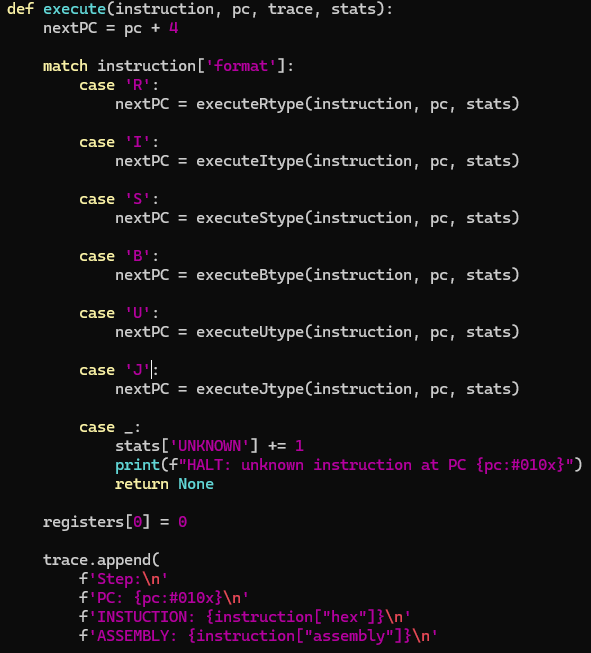 def execute(instruction, pc, trace, stats):
    nextPC = pc + 4

    match instruction['format']:
        case 'R':
            nextPC = executeRtype(instruction, pc, stats)

        case 'I':
            nextPC = executeItype(instruction, pc, stats)

        case 'S':
            nextPC = executeStype(instruction, pc, stats)

        case 'B':
            nextPC = executeBtype(instruction, pc, stats)

        case 'U':
            nextPC = executeUtype(instruction, pc, stats)

        case 'J':
            nextPC = executeJtype(instruction, pc, stats)

        case _:
            stats['UNKNOWN'] += 1
            print(f"HALT: unknown instruction at PC {pc:#010x}")
            return None

    registers[0] = 0

    trace.append(
        f'Step:\n'
        f'PC: {pc:#010x}\n'
        f'INSTUCTION: {instruction["hex"]}\n'
        f'ASSEMBLY: {instruction["assembly"]}\n'